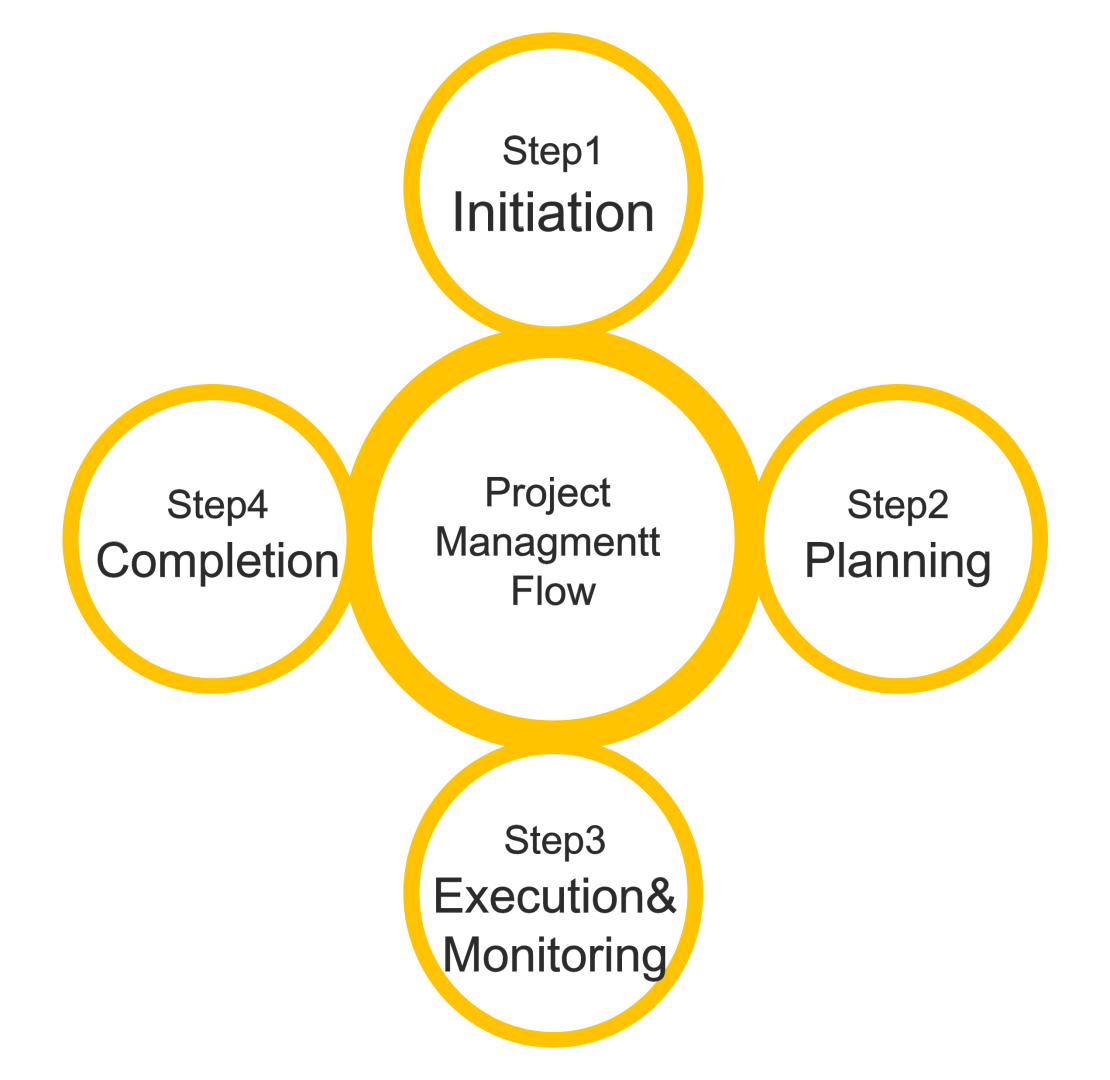 Step1
Initiation
Step4
Completion
Project
Managmentt
Flow
Step2
Planning
Step3
Execution&
Monitoring